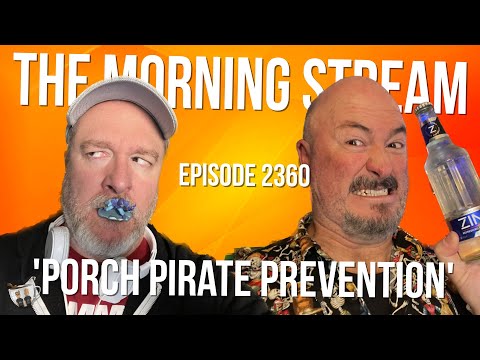 THE MORNING STREAM
EPISODE 2360
'PORCH PIRATE PREVENTION'